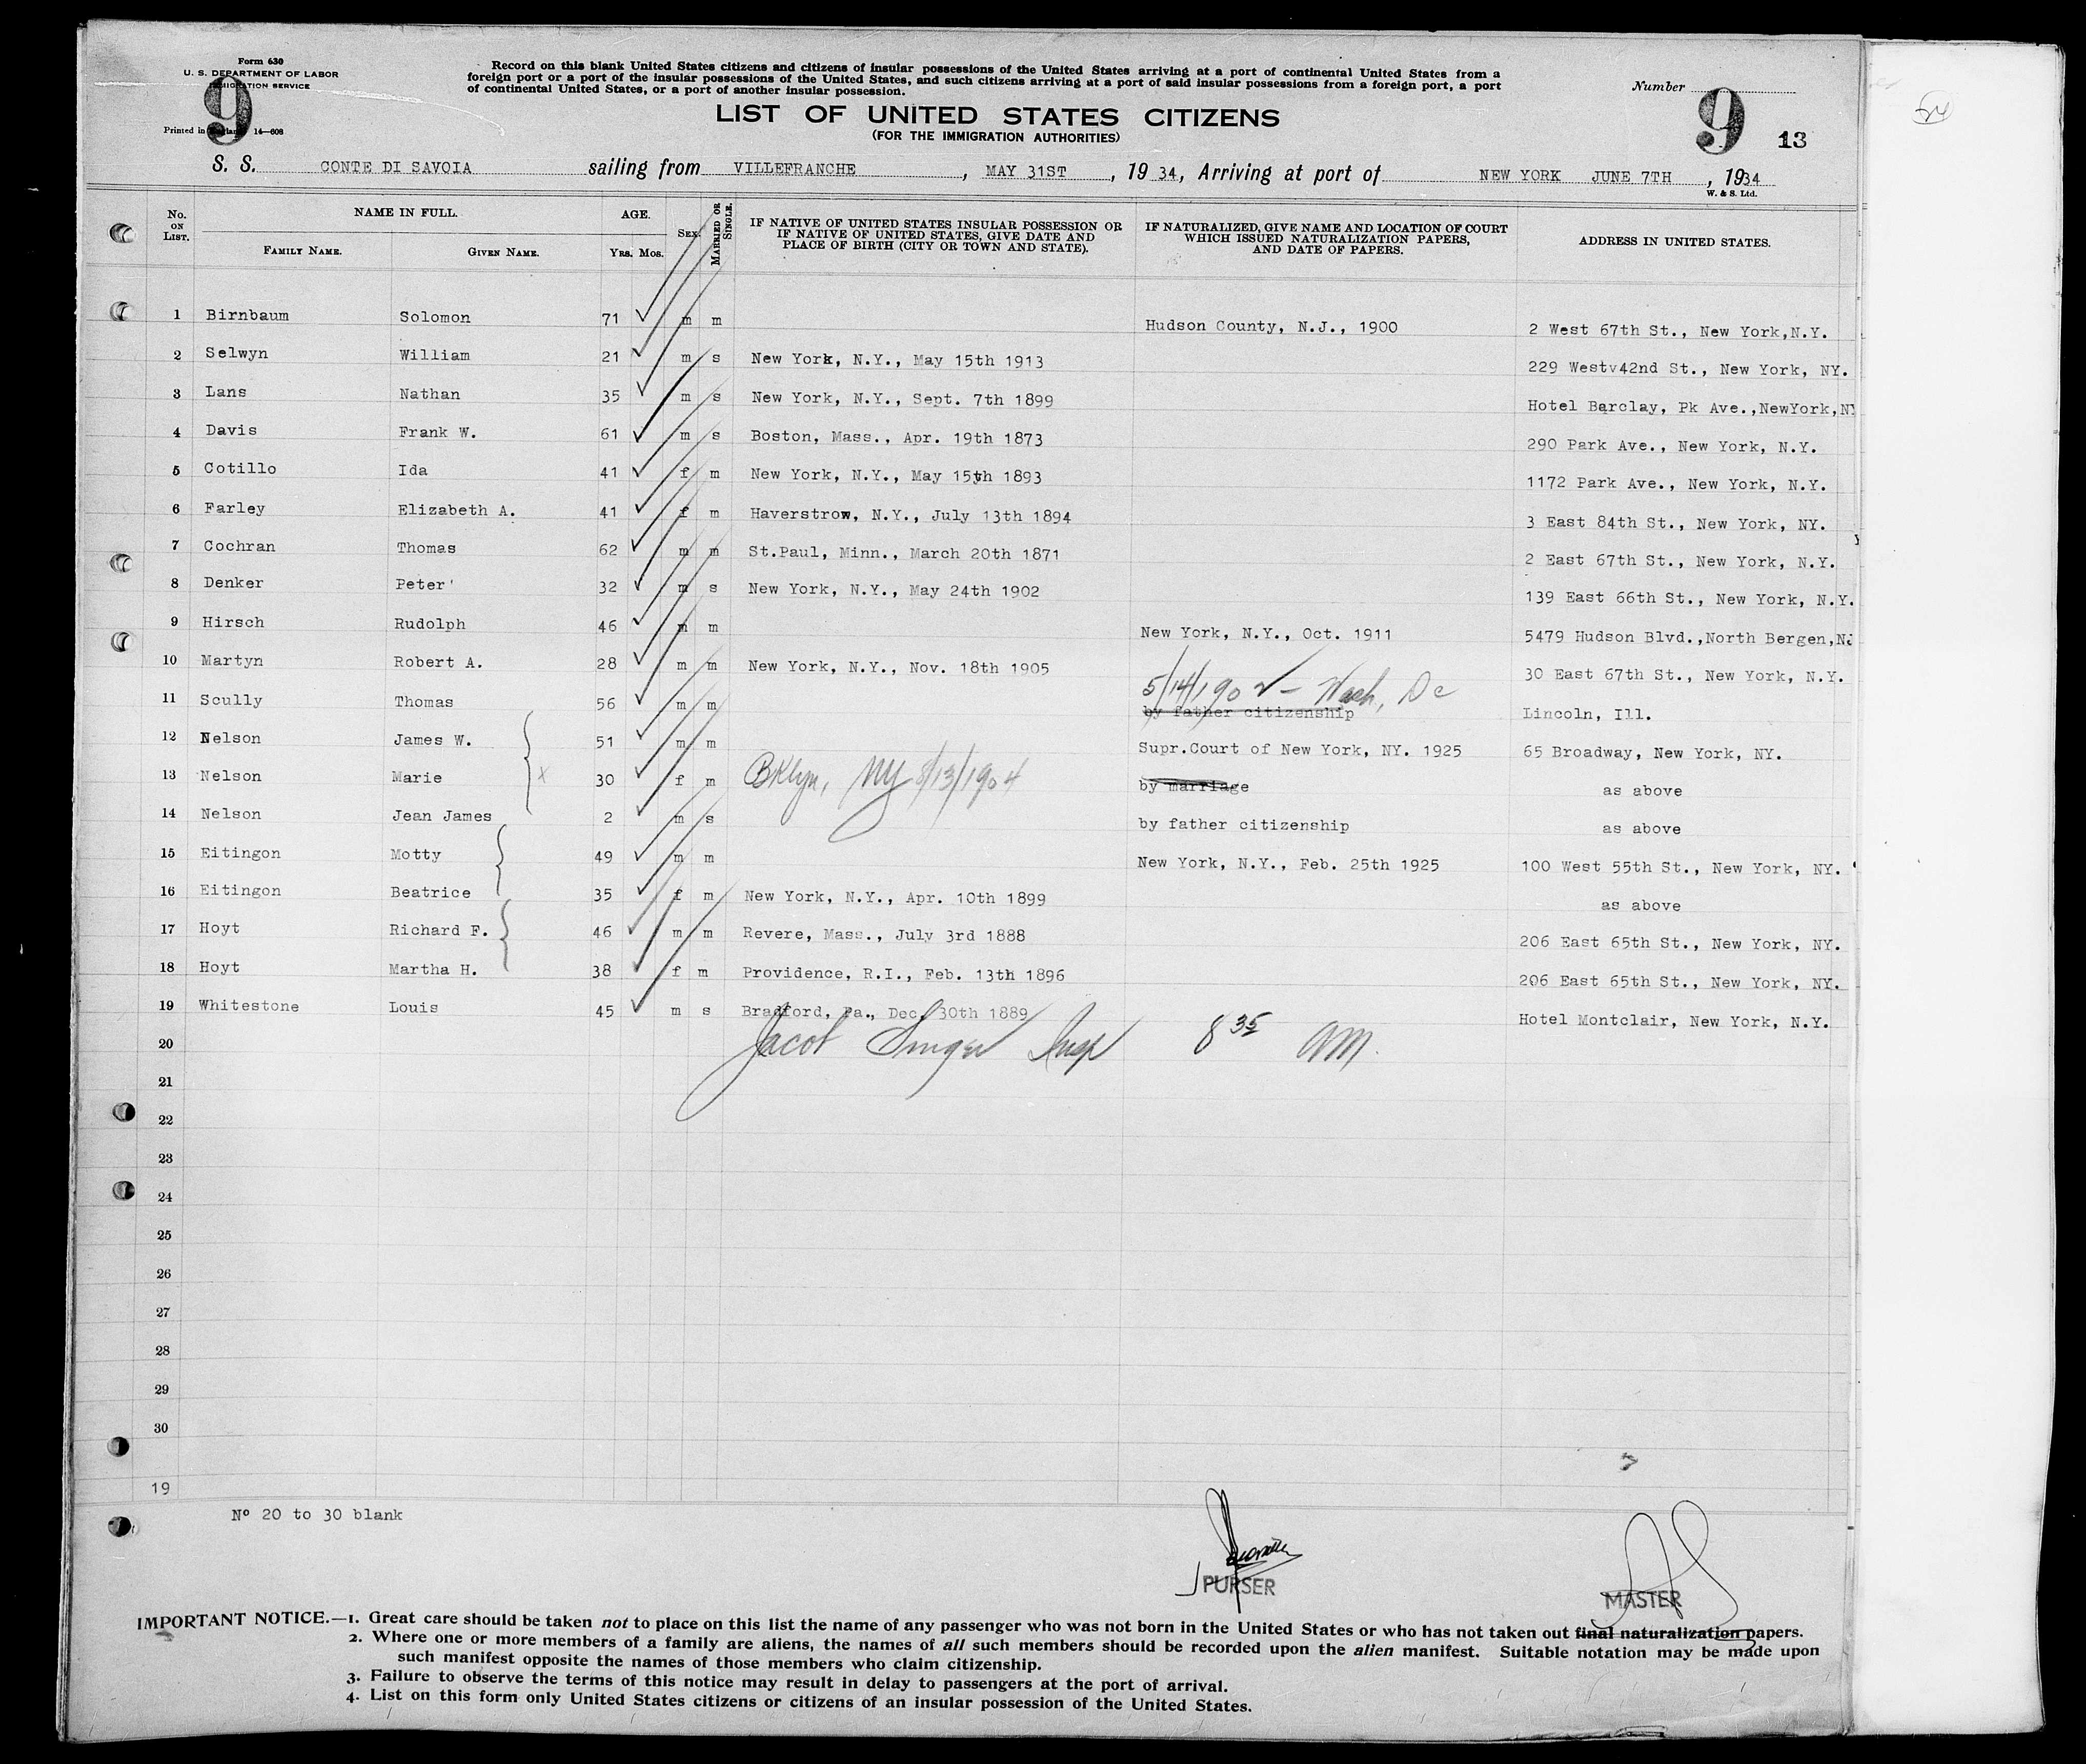 Form 630
U. S. DEPARTMENT OF LABOR
IMMIGRATION SERVICE
9
Printed in England 14—608
Record on this blank United States citizens and citizens of insular possessions of the United States arriving at a port of continental United States from a
foreign port or a port of the insular possessions of the United States, and such citizens arriving at a port of said insular possessions from a foreign port, a port
of continental United States, or a port of another insular possession.
Number 9 13
LIST OF UNITED STATES CITIZENS
(FOR THE IMMIGRATION AUTHORITIES)
S. S. CONTE DI SAVOIA sailing from VILLEFRANCHE, MAY 31ST, 1934, Arriving at port of NEW YORK JUNE 7TH, 1934
W. & S. Ltd.
No. ON LIST. NAME IN FULL. FAMILY NAME. GIVEN NAME. AGE. YRS. MOS. SEX. MARRIED OR SINGLE. IF NATIVE OF UNITED STATES INSULAR POSSESSION OR IF NATIVE OF UNITED STATES, GIVE DATE AND PLACE OF BIRTH (CITY OR TOWN AND STATE). IF NATURALIZED, GIVE NAME AND LOCATION OF COURT WHICH ISSUED NATURALIZATION PAPERS, AND DATE OF PAPERS. ADDRESS IN UNITED STATES.
1 Birnbaum Solomon 71 m m Hudson County, N.J., 1900 2 West 67th St., New York,N.Y.
2 Selwyn William 21 m s New York, N.Y., May 15th 1913 229 Westv42nd St., New York, NY.
3 Lans Nathan 35 m s New York, N.Y., Sept. 7th 1899 Hotel Barclay, Pk Ave.,NewYork,NY
4 Davis Frank W. 61 m s Boston, Mass., Apr. 19th 1873 290 Park Ave., New York, N.Y.
5 Cotillo Ida 41 f m New York, N.Y., May 15th 1893 1172 Park Ave., New York, N.Y.
6 Farley Elizabeth A. 41 f m Haverstrow, N.Y., July 13th 1894 3 East 84th St., New York, NY.
7 Cochran Thomas 62 m m St.Paul, Minn., March 20th 1871 2 East 67th St., New York, N.Y.
8 Denker Peter 32 m s New York, N.Y., May 24th 1902 139 East 66th St., New York, N.Y.
9 Hirsch Rudolph 46 m m New York, N.Y., Oct. 1911 5479 Hudson Blvd.,North Bergen,NJ
10 Martyn Robert A. 28 m m New York, N.Y., Nov. 18th 1905 30 East 67th St., New York, N.Y.
5/14/1902 – Wash, Dc
11 Scully Thomas 56 m m by father citizenship Lincoln, Ill.
12 Nelson James W. 51 m m Supr.Court of New York, NY. 1925 65 Broadway, New York, NY.
13 Nelson Marie 30 f m Bklyn, NY 8/13/1904 by marriage as above
14 Nelson Jean James 2 m s by father citizenship as above
15 Eitingon Motty 49 m m New York, N.Y., Feb. 25th 1925 100 West 55th St., New York, NY.
16 Eitingon Beatrice 35 f m New York, N.Y., Apr. 10th 1899 as above
17 Hoyt Richard F. 46 m m Revere, Mass., July 3rd 1888 206 East 65th St., New York, NY.
18 Hoyt Martha H. 38 f m Providence, R.I., Feb. 13th 1896 206 East 65th St., New York, NY.
19 Whitestone Louis 45 m s Bradford, Pa., Dec. 30th 1889 Hotel Montclair, New York, N.Y.
20 Jacob Singer Insp 8 35 AM.
21
22
23
24
25
26
27
28
29
30
19
Nº 20 to 30 blank
PURSER
MASTER
IMPORTANT NOTICE.—1. Great care should be taken not to place on this list the name of any passenger who was not born in the United States or who has not taken out final naturalization papers.
2. Where one or more members of a family are aliens, the names of all such members should be recorded upon the alien manifest. Suitable notation may be made upon
such manifest opposite the names of those members who claim citizenship.
3. Failure to observe the terms of this notice may result in delay to passengers at the port of arrival.
4. List on this form only United States citizens or citizens of an insular possession of the United States.